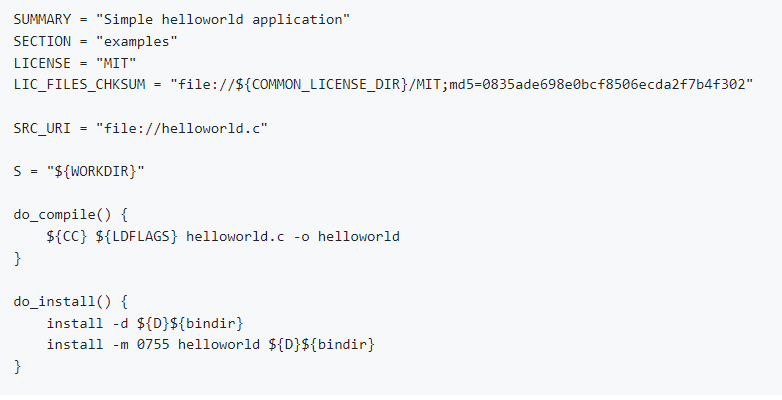 SUMMARY = "Simple helloworld application"
SECTION = "examples"
LICENSE = "MIT"
LIC_FILES_CHKSUM = "file://${COMMON_LICENSE_DIR}/MIT;md5=0835ade698e0bcf8506ecda2f7b4f302"

SRC_URI = "file://helloworld.c"

S = "${WORKDIR}"

do_compile() {
    ${CC} ${LDFLAGS} helloworld.c -o helloworld
}

do_install() {
    install -d ${D}${bindir}
    install -m 0755 helloworld ${D}${bindir}
}